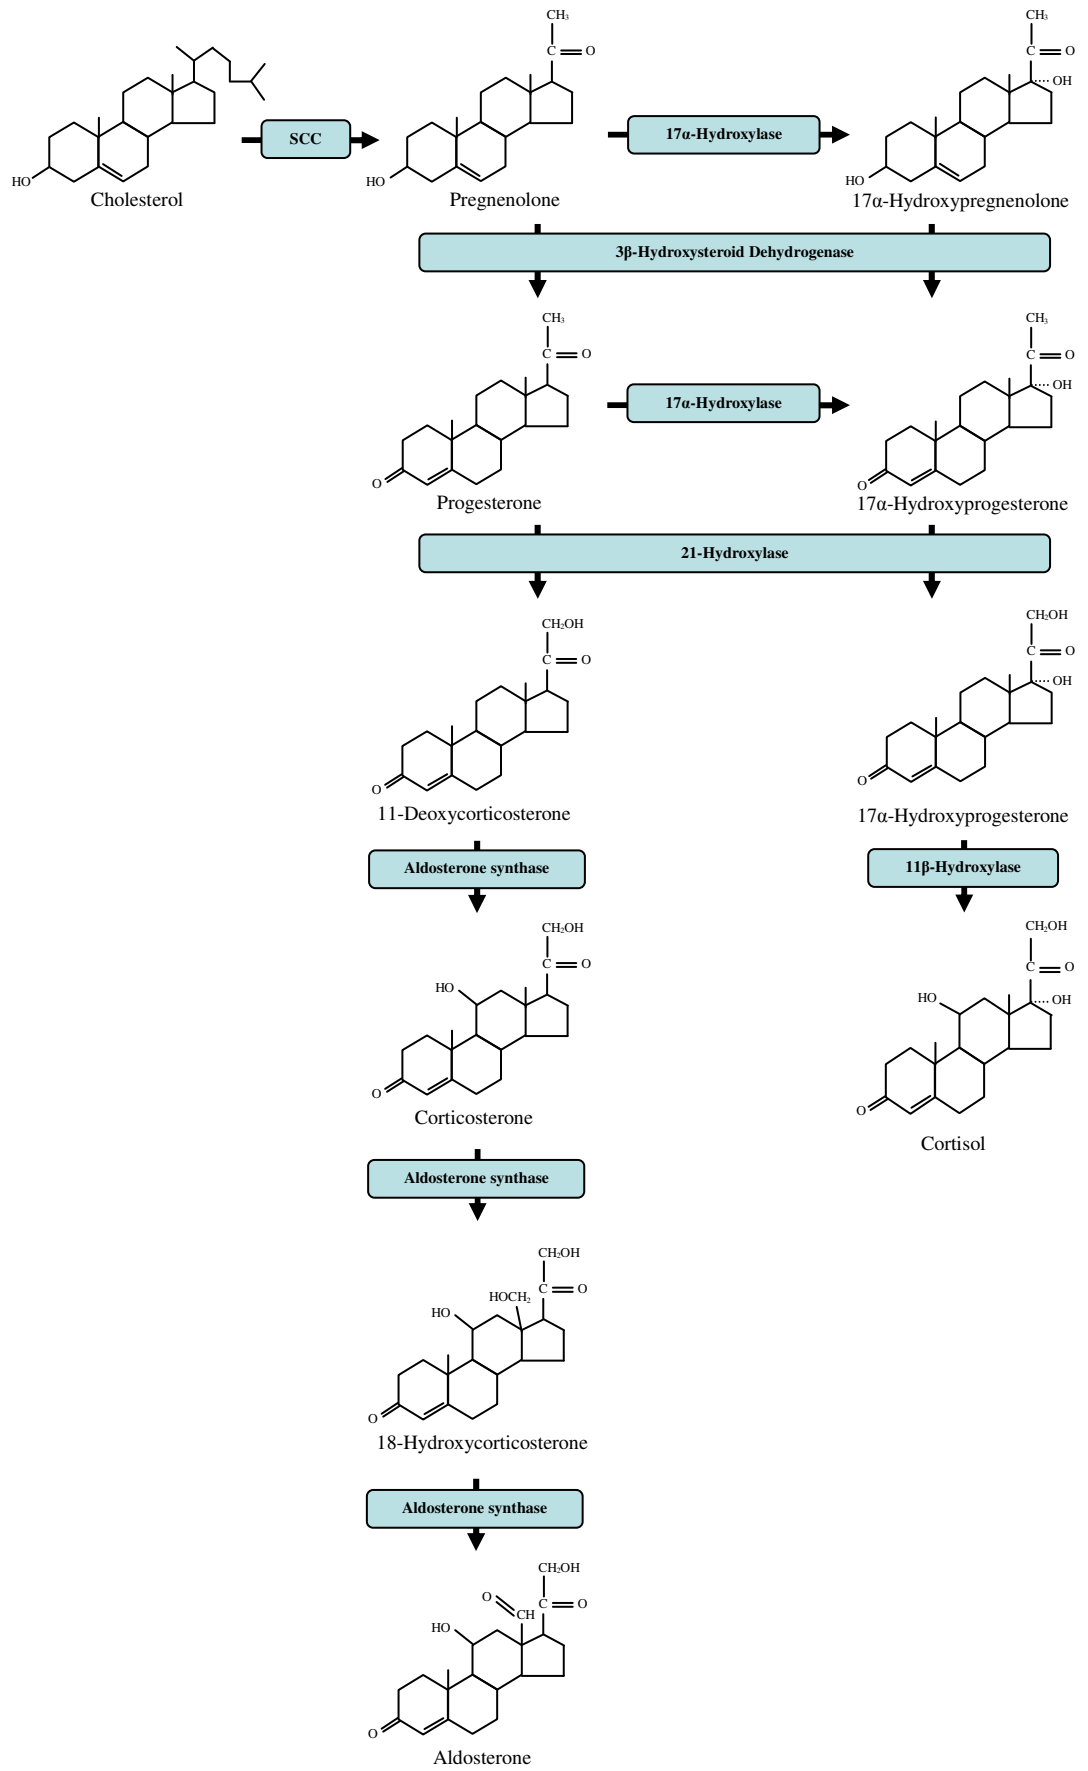 CH₃
C
O
CH₃
C
O
OH
SCC
17α-Hydroxylase
HO
HO
HO
Cholesterol
Pregnenolone
17α-Hydroxypregnenolone
3β-Hydroxysteroid Dehydrogenase
CH₃
C
O
CH₃
C
O
OH
17α-Hydroxylase
O
O
Progesterone
17α-Hydroxyprogesterone
21-Hydroxylase
CH₂OH
C
O
CH₂OH
C
O
OH
O
O
11-Deoxycorticosterone
17α-Hydroxyprogesterone
Aldosterone synthase
11β-Hydroxylase
CH₂OH
C
O
HO
CH₂OH
C
O
HO
OH
O
O
Corticosterone
Cortisol
Aldosterone synthase
CH₂OH
C
O
HOCH₂
HO
O
18-Hydroxycorticosterone
Aldosterone synthase
CH₂OH
O
C
O
CH
HO
O
Aldosterone